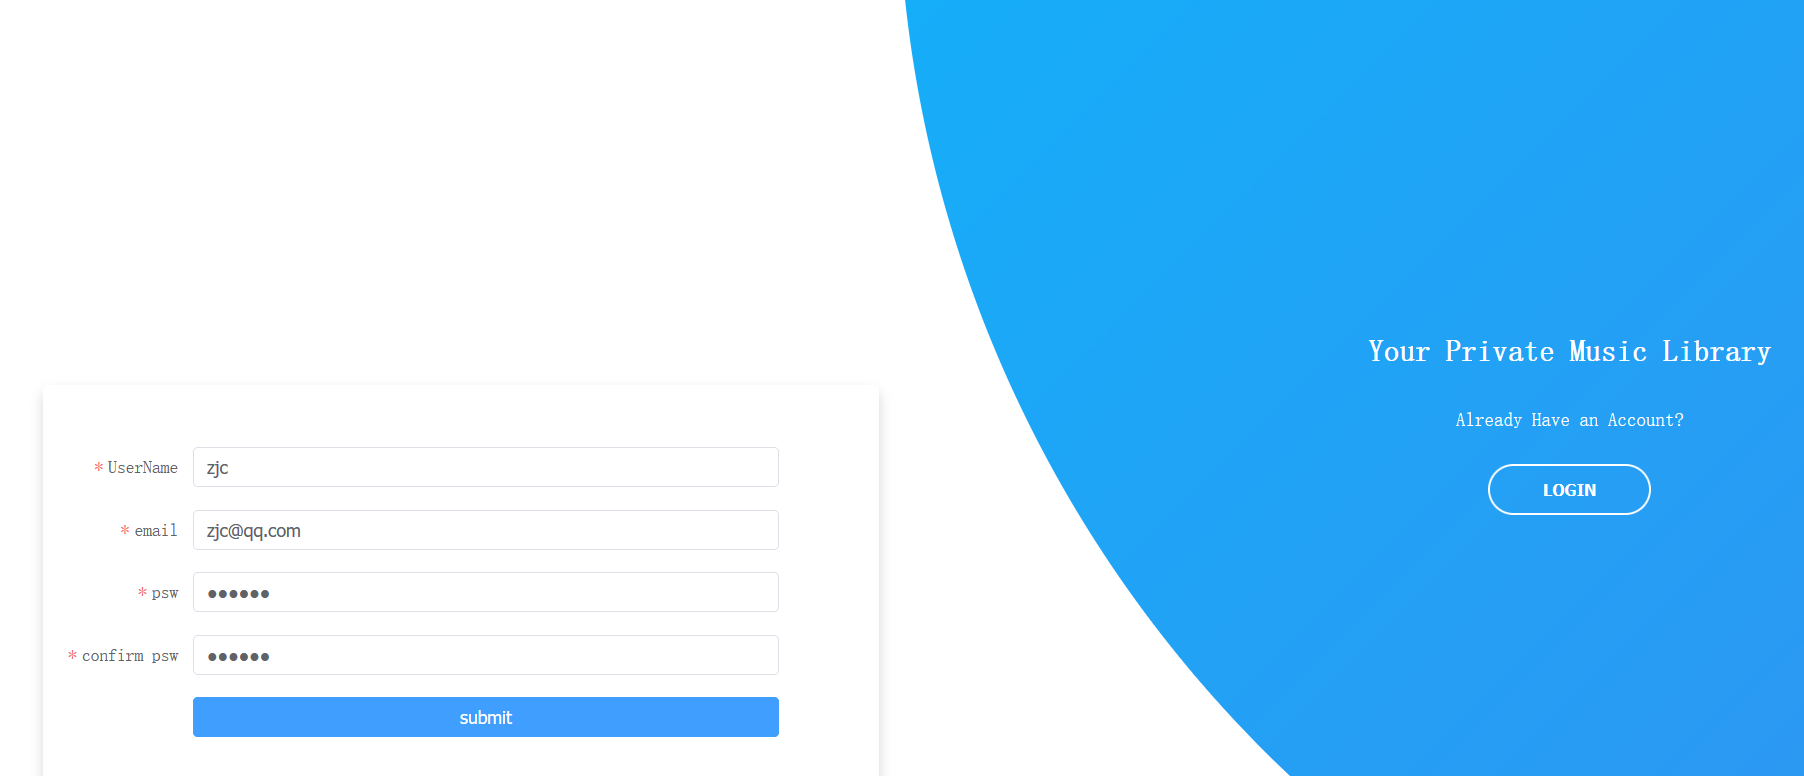 * UserName zjc
* email zjc@qq.com
* psw ●●●●●●
* confirm psw ●●●●●●
submit
Your Private Music Library
Already Have an Account?
LOGIN